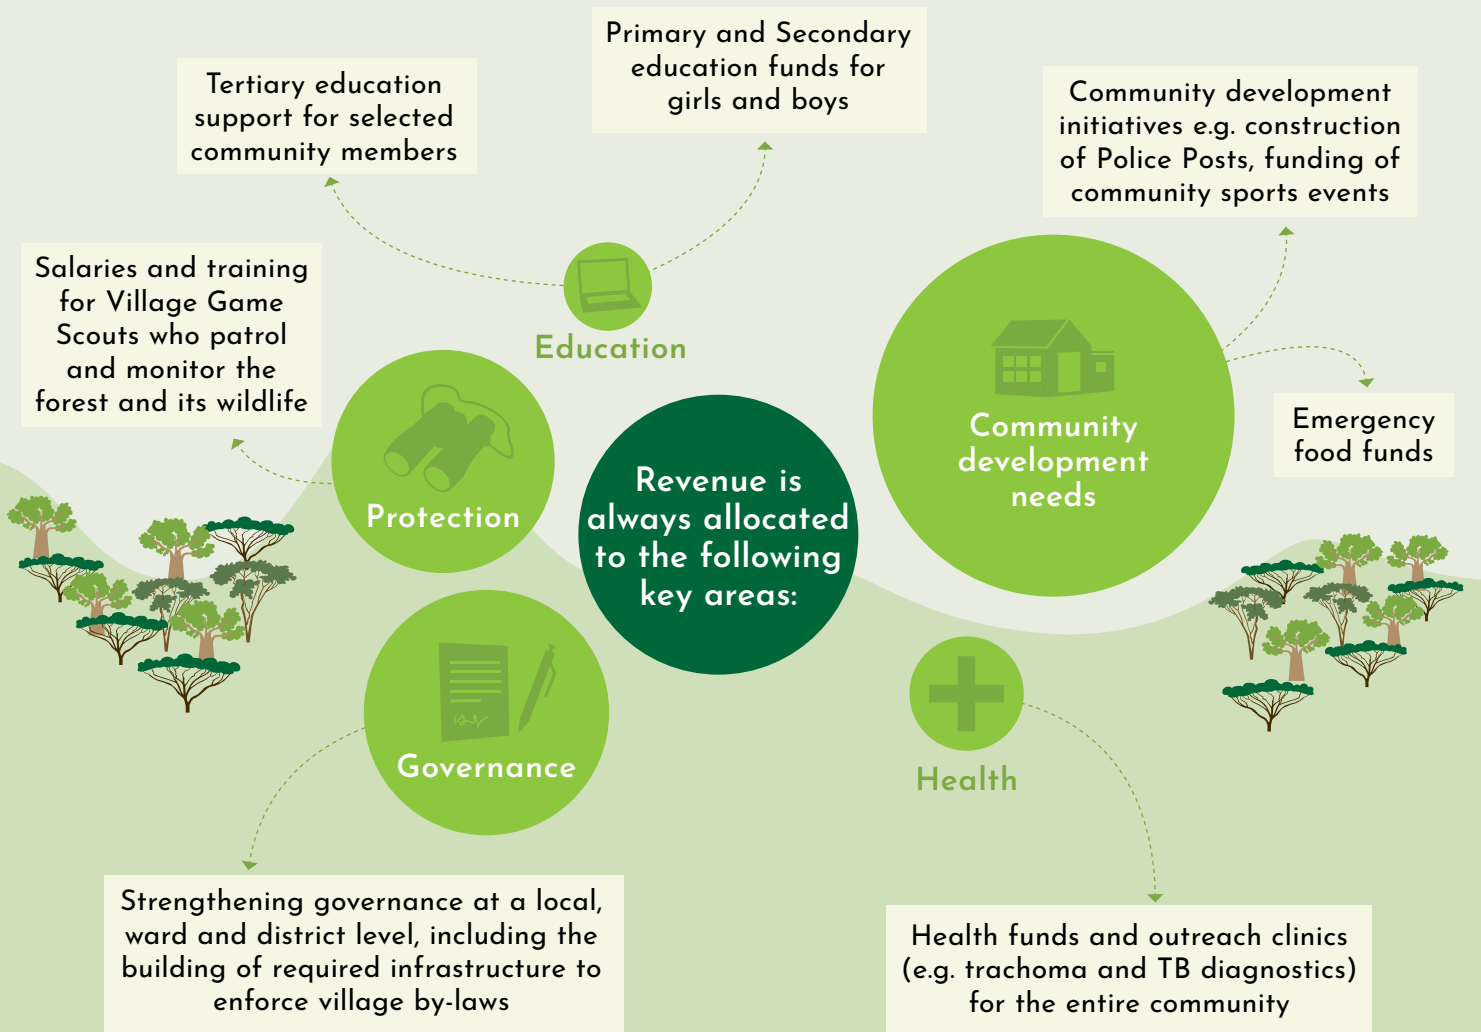 Primary and Secondary
education funds for
girls and boys
Tertiary education
support for selected
community members
Community development
initiatives e.g. construction
of Police Posts, funding of
community sports events
Salaries and training
for Village Game
Scouts who patrol
and monitor the
forest and its wildlife
Education
Protection
Revenue is
always allocated
to the following
key areas:
Community
development
needs
Emergency
food funds
Governance
Health
Strengthening governance at a local,
ward and district level, including the
building of required infrastructure to
enforce village by-laws
Health funds and outreach clinics
(e.g. trachoma and TB diagnostics)
for the entire community